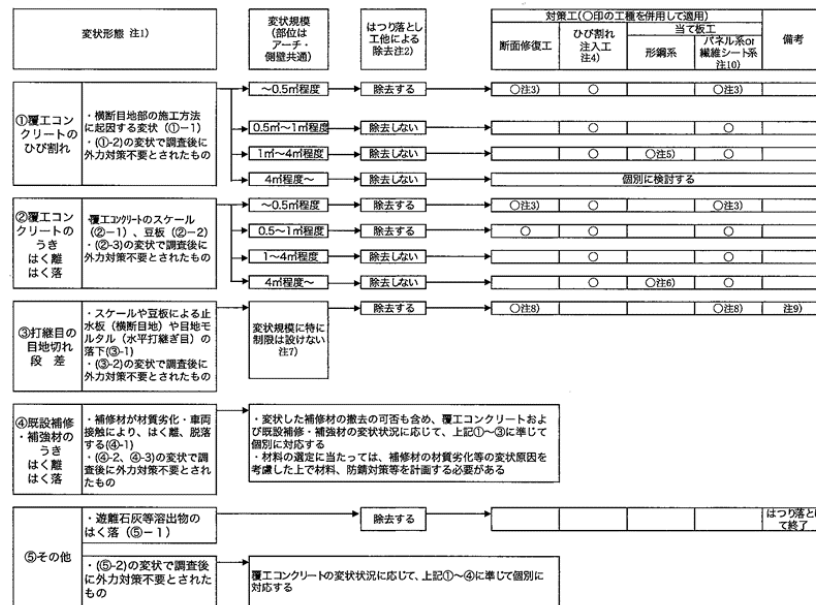 変状形態 注1)
変状規模
(部位は
アーチ・
側壁共通)
はつり落とし
工他による
除去注2)
対策工(〇印の工種を併用して適用)
断面修復工
ひび割れ
注入工
注4)
当て板工
形鋼系
パネル系or
繊維シート系
注10)
備考
①覆工コン
クリートの
ひび割れ
・横断目地部の施工方法
に起因する変状(①-1)
・(①-2)の変状で調査後に
外力対策不要とされたもの
~0.5㎡程度
除去する
〇注3)
〇
〇注3)
0.5㎡~1㎡程度
除去しない
〇
〇
1㎡~4㎡程度
除去しない
〇
〇注5)
〇
4㎡程度~
除去しない
個別に検討する
②覆工コン
クリートの
うき
はく離
はく落
・覆工コンクリートのスケール
(②-1)、豆板(②-2)
・(②-3)の変状で調査後に
外力対策不要とされたもの
~0.5㎡程度
除去する
〇注3)
〇
〇注3)
0.5~1㎡程度
除去する
〇
〇
〇
1~4㎡程度
除去しない
〇
〇
4㎡程度~
除去しない
〇
〇注6)
〇
③打継目の
目地切れ
段 差
・スケールや豆板による止
水板(横断目地)や目地モ
ルタル(水平打継ぎ目)の
落下(③-1)
・(③-2)の変状で調査後に
外力対策不要とされたもの
変状規模に特に
制限は設けない
注7)
除去する
〇注8)
〇注8)
注9)
④既設補修
・補強材の
うき
はく離
はく落
・補修材が材質劣化・車両
接触により、はく離、脱落
する(④-1)
・(④-2、④-3)の変状で調
査後に外力対策不要とされ
たもの
・変状した補修材の撤去の可否も含め、覆工コンクリートおよ
び既設補修・補強材の変状状況に応じて、上記①~③に準じて
個別に対応する
・材料の選定に当たっては、補修材の材質劣化等の変状原因を
考慮した上で材料、防錆対策等を計画する必要がある
⑤その他
・遊離石灰等溶出物の
はく落(⑤-1)
除去する
はつり落とし
て終了
・(⑤-2)の変状で調査後
に外力対策不要とされた
もの
覆工コンクリートの変状状況に応じて、上記①~④に準じて個別に
対応する